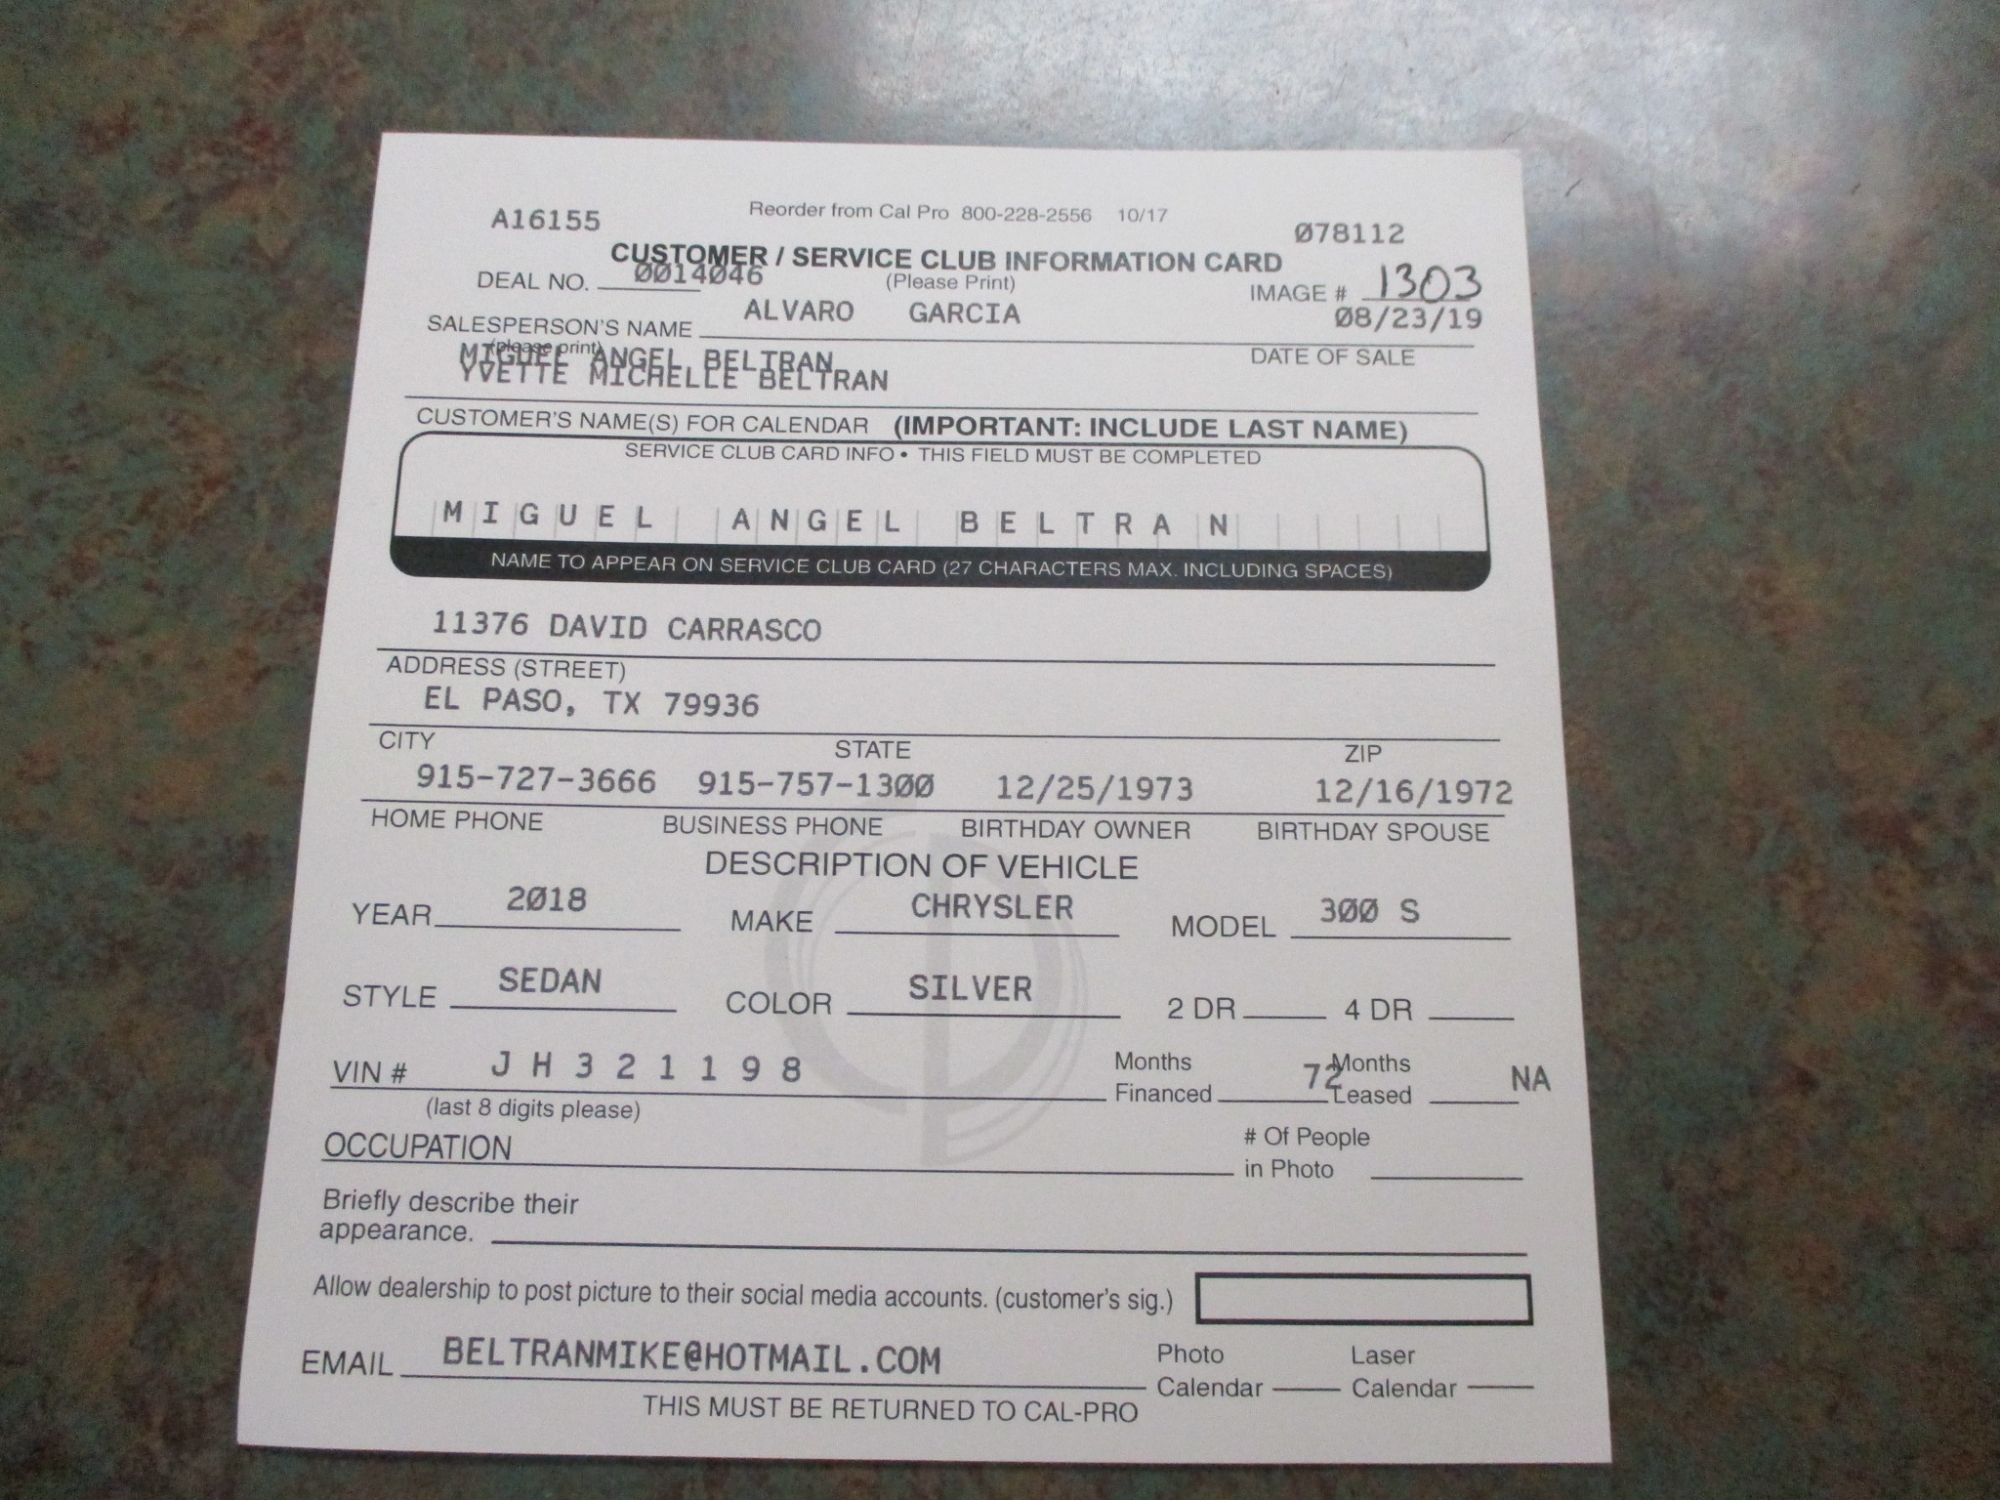 A16155 Reorder from Cal Pro 800-228-2556 10/17 078112
CUSTOMER / SERVICE CLUB INFORMATION CARD
DEAL NO. 0014046 (Please Print) IMAGE # 1303
SALESPERSON'S NAME ALVARO GARCIA 08/23/19
(please print) DATE OF SALE
MIGUEL ANGEL BELTRAN
YVETTE MICHELLE BELTRAN
CUSTOMER'S NAME(S) FOR CALENDAR (IMPORTANT: INCLUDE LAST NAME)
SERVICE CLUB CARD INFO • THIS FIELD MUST BE COMPLETED
MIGUEL ANGEL BELTRAN
NAME TO APPEAR ON SERVICE CLUB CARD (27 CHARACTERS MAX. INCLUDING SPACES)
11376 DAVID CARRASCO
ADDRESS (STREET)
EL PASO, TX 79936
CITY STATE ZIP
915-727-3666 915-757-1300 12/25/1973 12/16/1972
HOME PHONE BUSINESS PHONE BIRTHDAY OWNER BIRTHDAY SPOUSE
DESCRIPTION OF VEHICLE
YEAR 2018 MAKE CHRYSLER MODEL 300 S
STYLE SEDAN COLOR SILVER 2 DR 4 DR
VIN # JH321198 Months Financed 72 Months Leased NA
(last 8 digits please)
OCCUPATION # Of People in Photo
Briefly describe their
appearance.
Allow dealership to post picture to their social media accounts. (customer's sig.)
EMAIL BELTRANMIKE@HOTMAIL.COM Photo Calendar Laser Calendar
THIS MUST BE RETURNED TO CAL-PRO